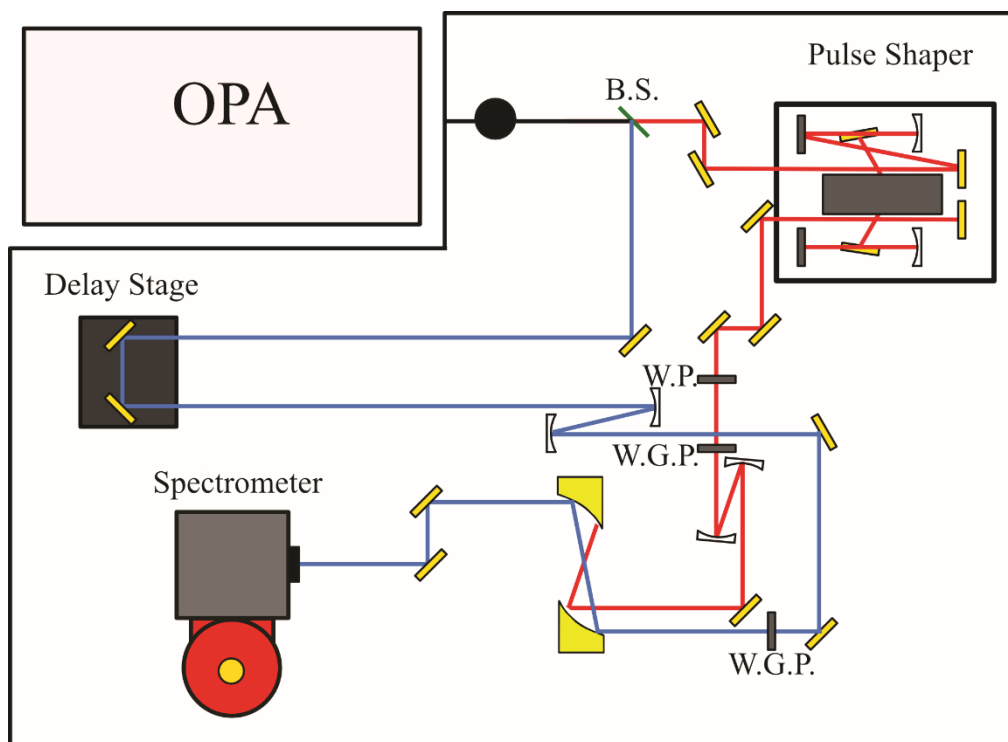 OPA
Pulse Shaper
B.S.
Delay Stage
W.P.
W.G.P.
Spectrometer
W.G.P.